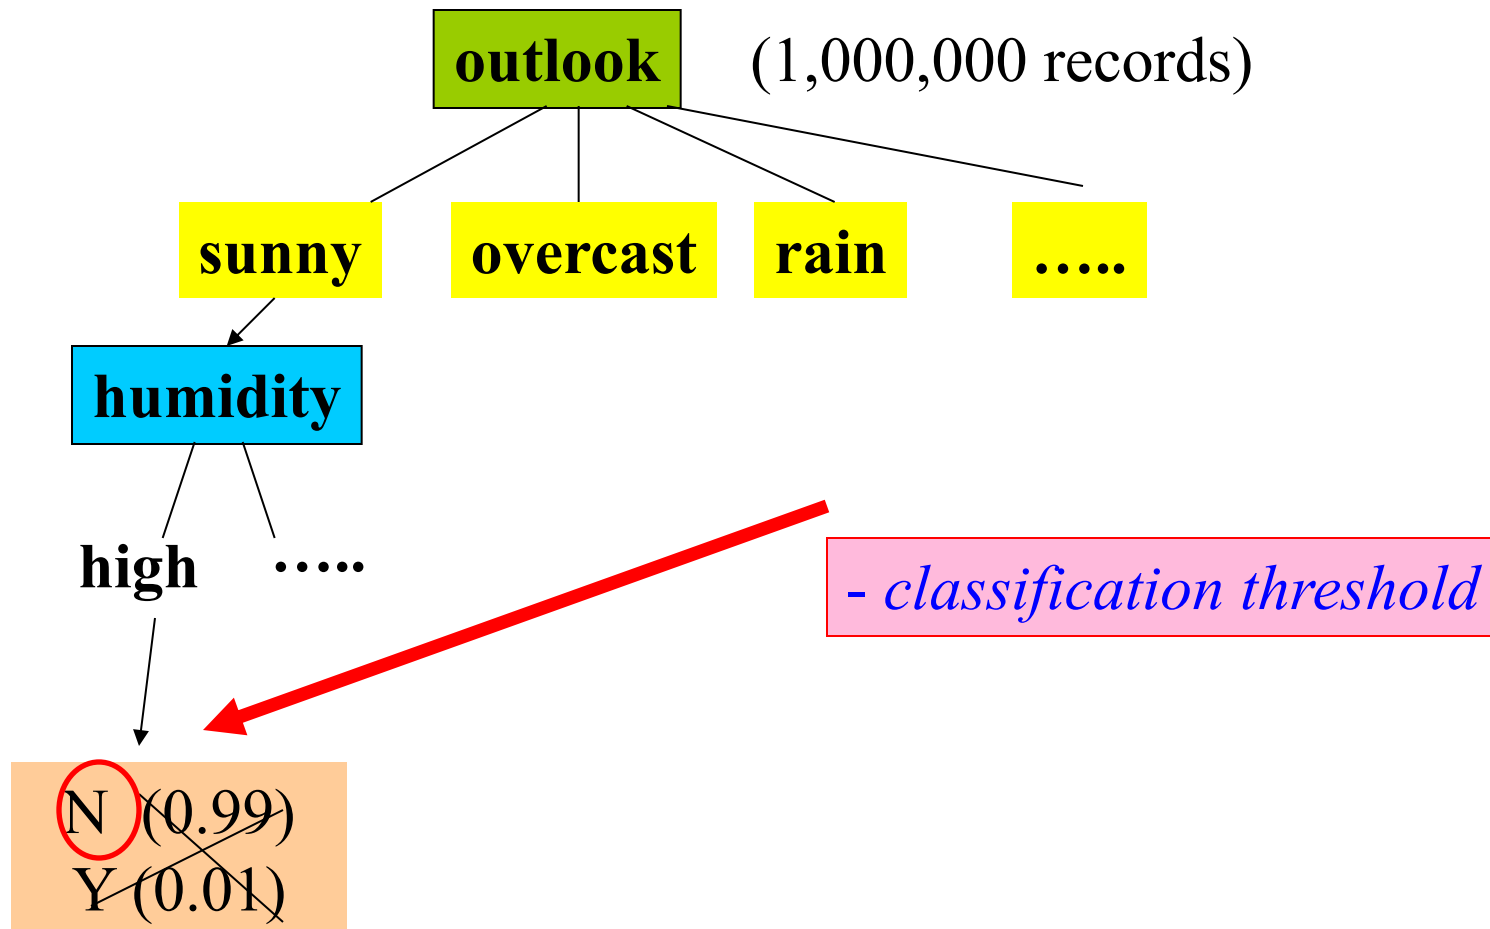 outlook (1,000,000 records)
sunny overcast rain …..
humidity
high …..
- classification threshold
N (0.99)
Y (0.01)